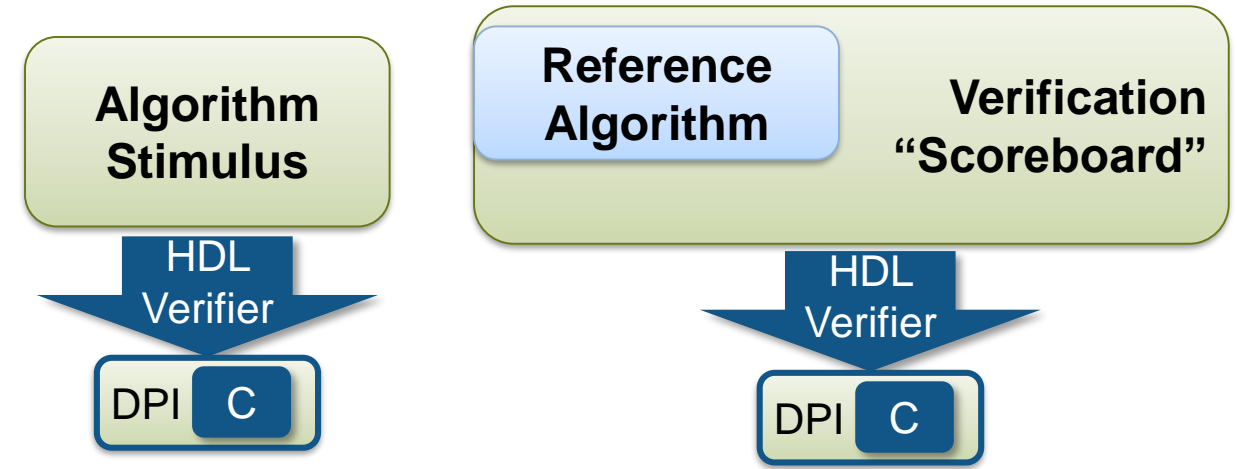 Algorithm
Stimulus
HDL
Verifier
DPI C
Reference
Algorithm
Verification
“Scoreboard”
HDL
Verifier
DPI C